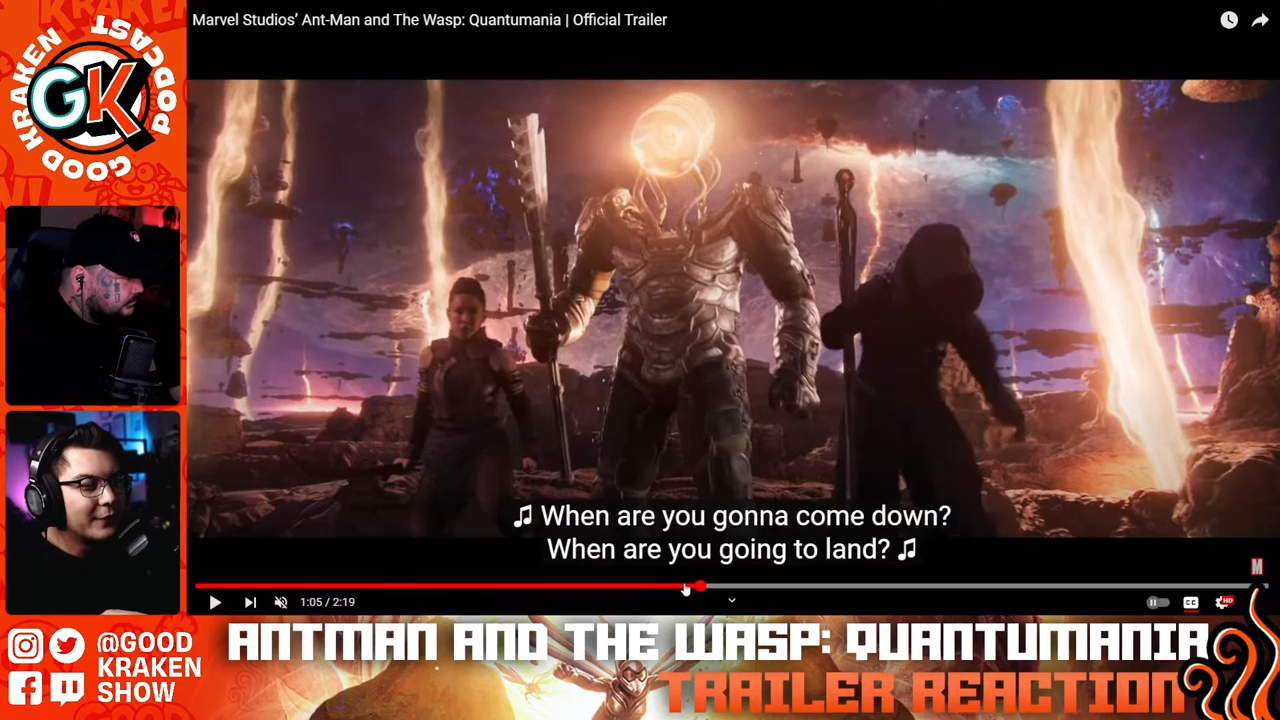 Marvel Studios’ Ant-Man and The Wasp: Quantumania | Official Trailer
GOOD KRAKEN PODCAST
GK
♫ When are you gonna come down?
When are you going to land? ♫
1:05 / 2:19
CC
HD
M
@GOOD
KRAKEN
SHOW
ANTMAN AND THE WASP: QUANTUMANIA
TRAILER REACTION